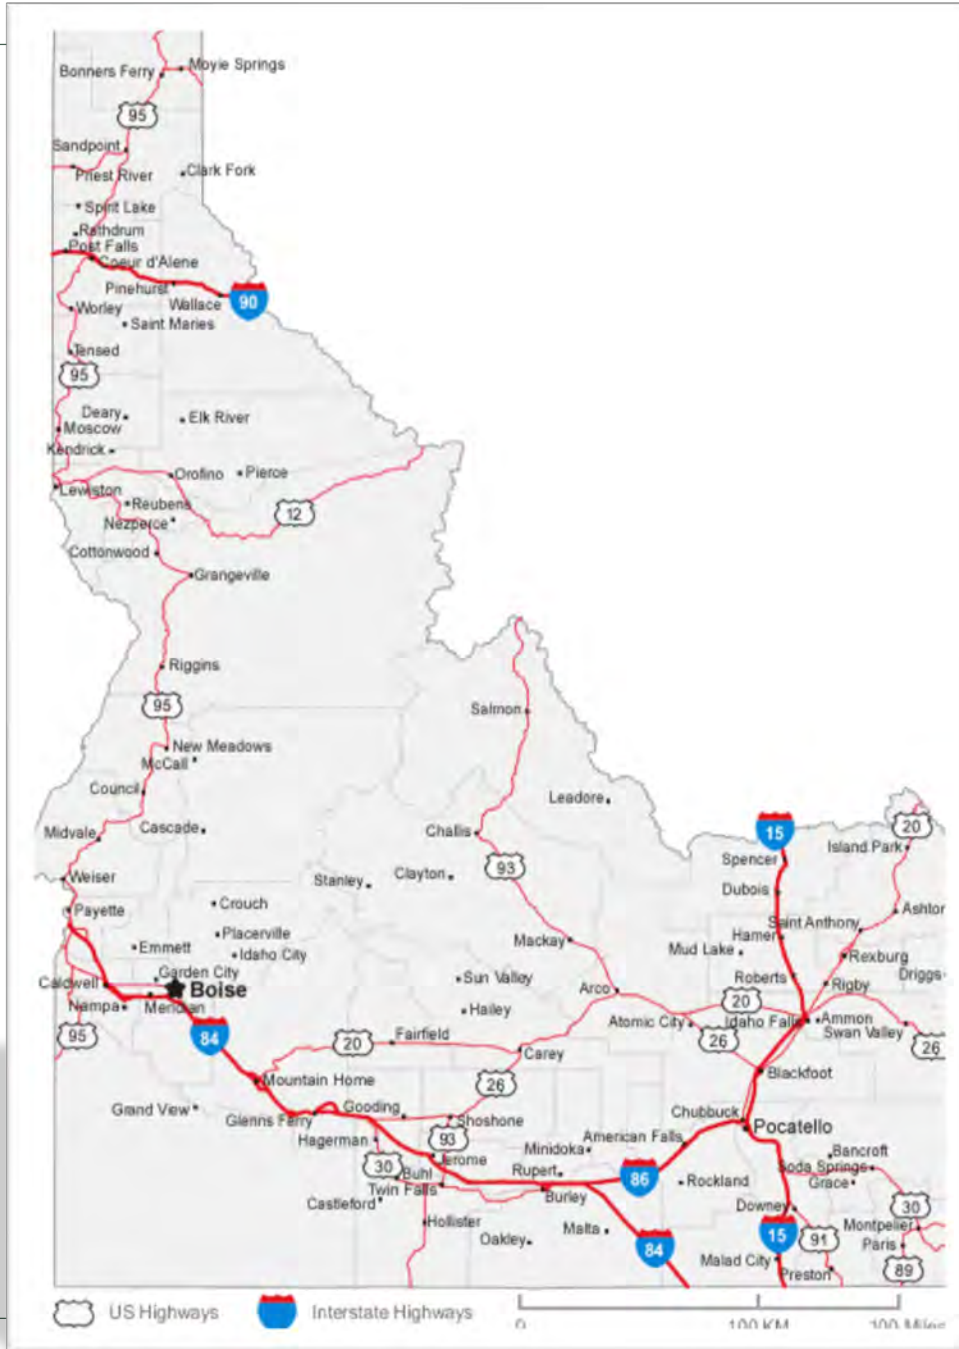 Bonners Ferry
Moyie Springs
95
Sandpoint
Priest River
Clark Fork
Spirit Lake
Rathdrum
Post Falls
Coeur d'Alene
Pinehurst
Wallace
90
Worley
Saint Maries
Tensed
95
Deary
Elk River
Moscow
Kendrick
Orofino
Pierce
Lewiston
Reubens
12
Nezperce
Cottonwood
Grangeville
Riggins
95
Salmon
New Meadows
McCall
Council
Leadore
Midvale
Cascade
Challis
15
20
Island Park
Spencer
93
Weiser
Stanley
Clayton
Dubois
Payette
Crouch
Ashton
Saint Anthony
Placerville
Hamer
Emmett
Mackay
Mud Lake
Idaho City
Rexburg
Garden City
Sun Valley
Roberts
Driggs
Caldwell
Boise
Arco
Rigby
Nampa
Meridian
20
Hailey
Atomic City
Idaho Falls
Ammon
95
84
20
Fairfield
26
Swan Valley
26
Carey
Blackfoot
Mountain Home
26
Grand View
Gooding
Glenns Ferry
Shoshone
Chubbuck
Pocatello
Hagerman
93
American Falls
Minidoka
Bancroft
30
Jerome
Buhl
Rupert
86
Soda Springs
Rockland
Grace
Twin Falls
Castleford
Burley
Downey
30
Hollister
Malta
15
91
Montpelier
Oakley
84
Paris
Malad City
Preston
89
US Highways
Interstate Highways
0
100 KM
100 Miles